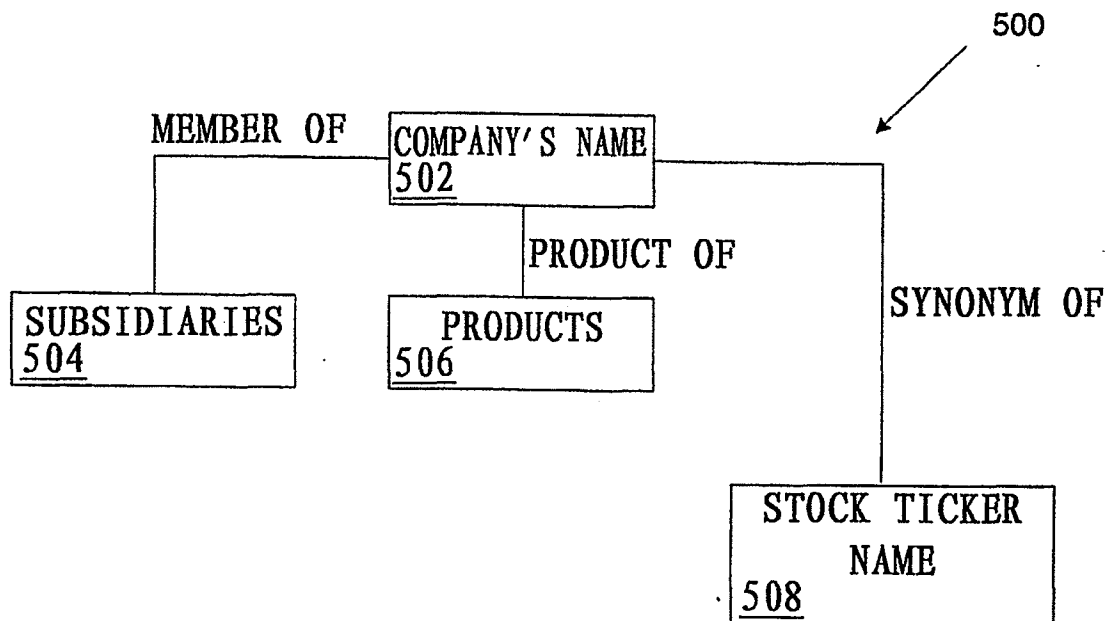 500
MEMBER OF
COMPANY'S NAME
502
PRODUCT OF
SUBSIDIARIES
504
PRODUCTS
506
SYNONYM OF
STOCK TICKER
NAME
508